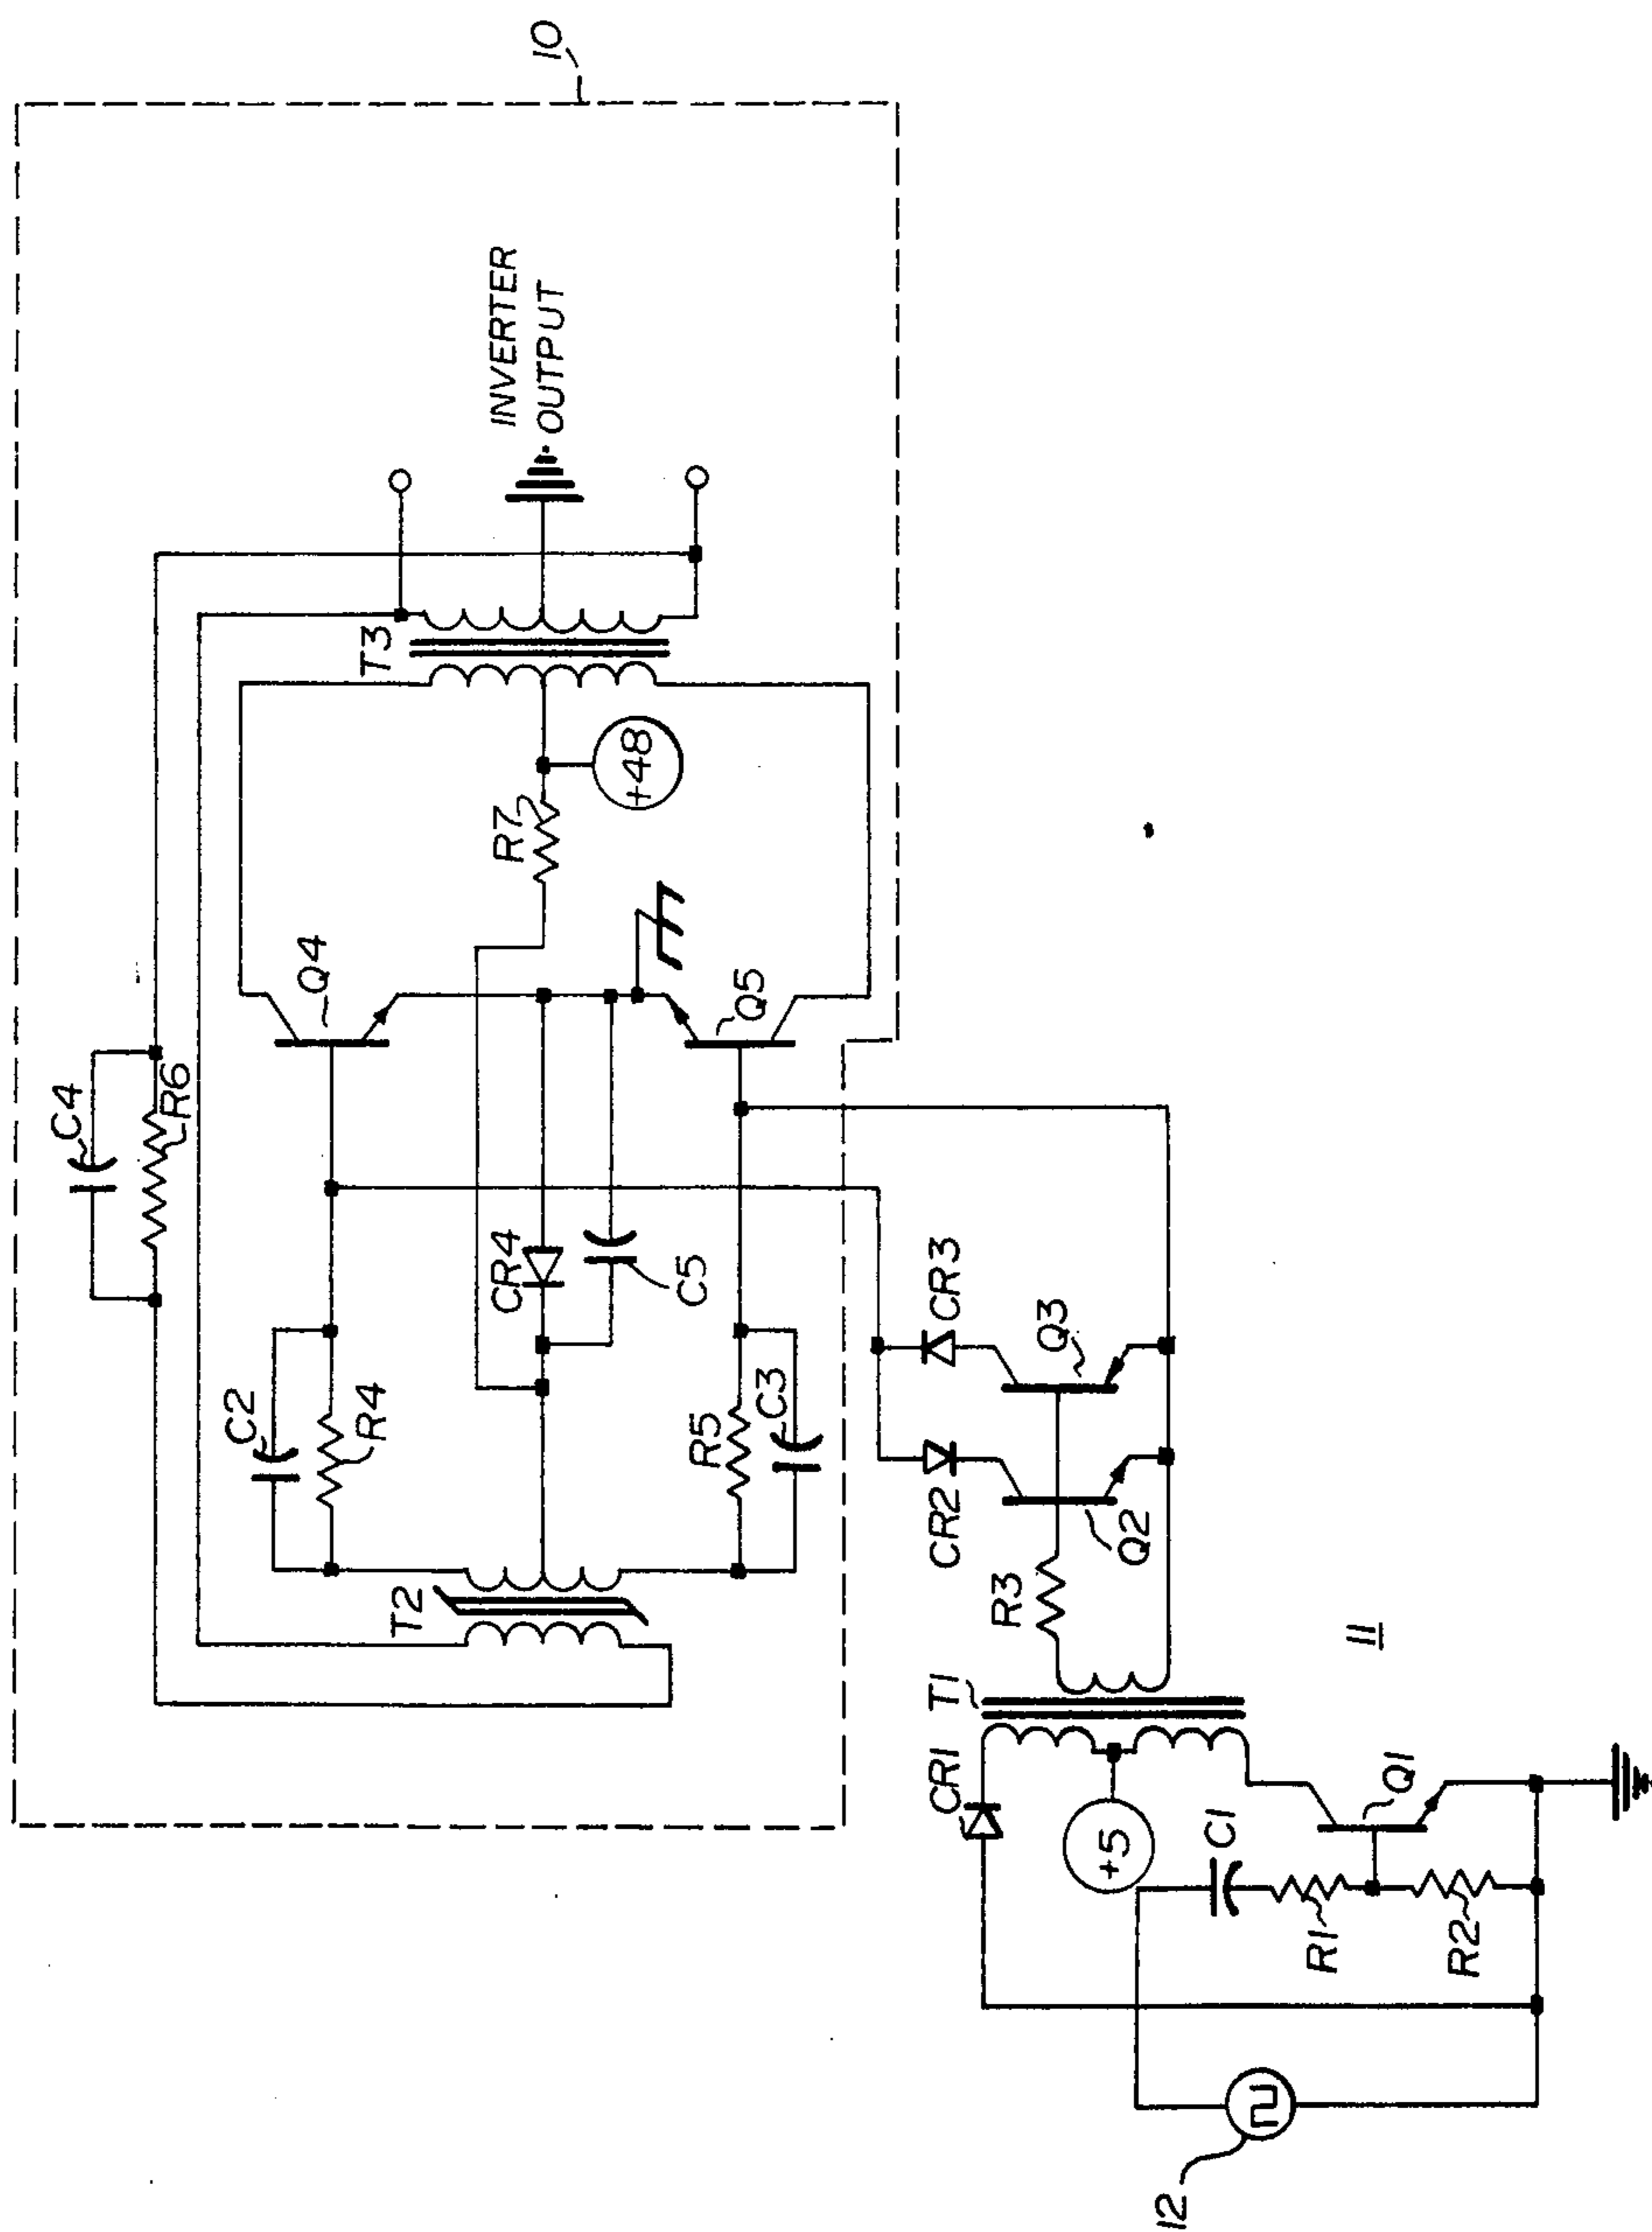 10
C4
R6
T3
INVERTER
OUTPUT
C2
R4
Q4
R7
+48
T2
CR4
C5
Q5
R5
C3
CR2
CR3
R3
Q2
Q3
CR1
T1
+5
C1
R1
R2
Q1
11
12